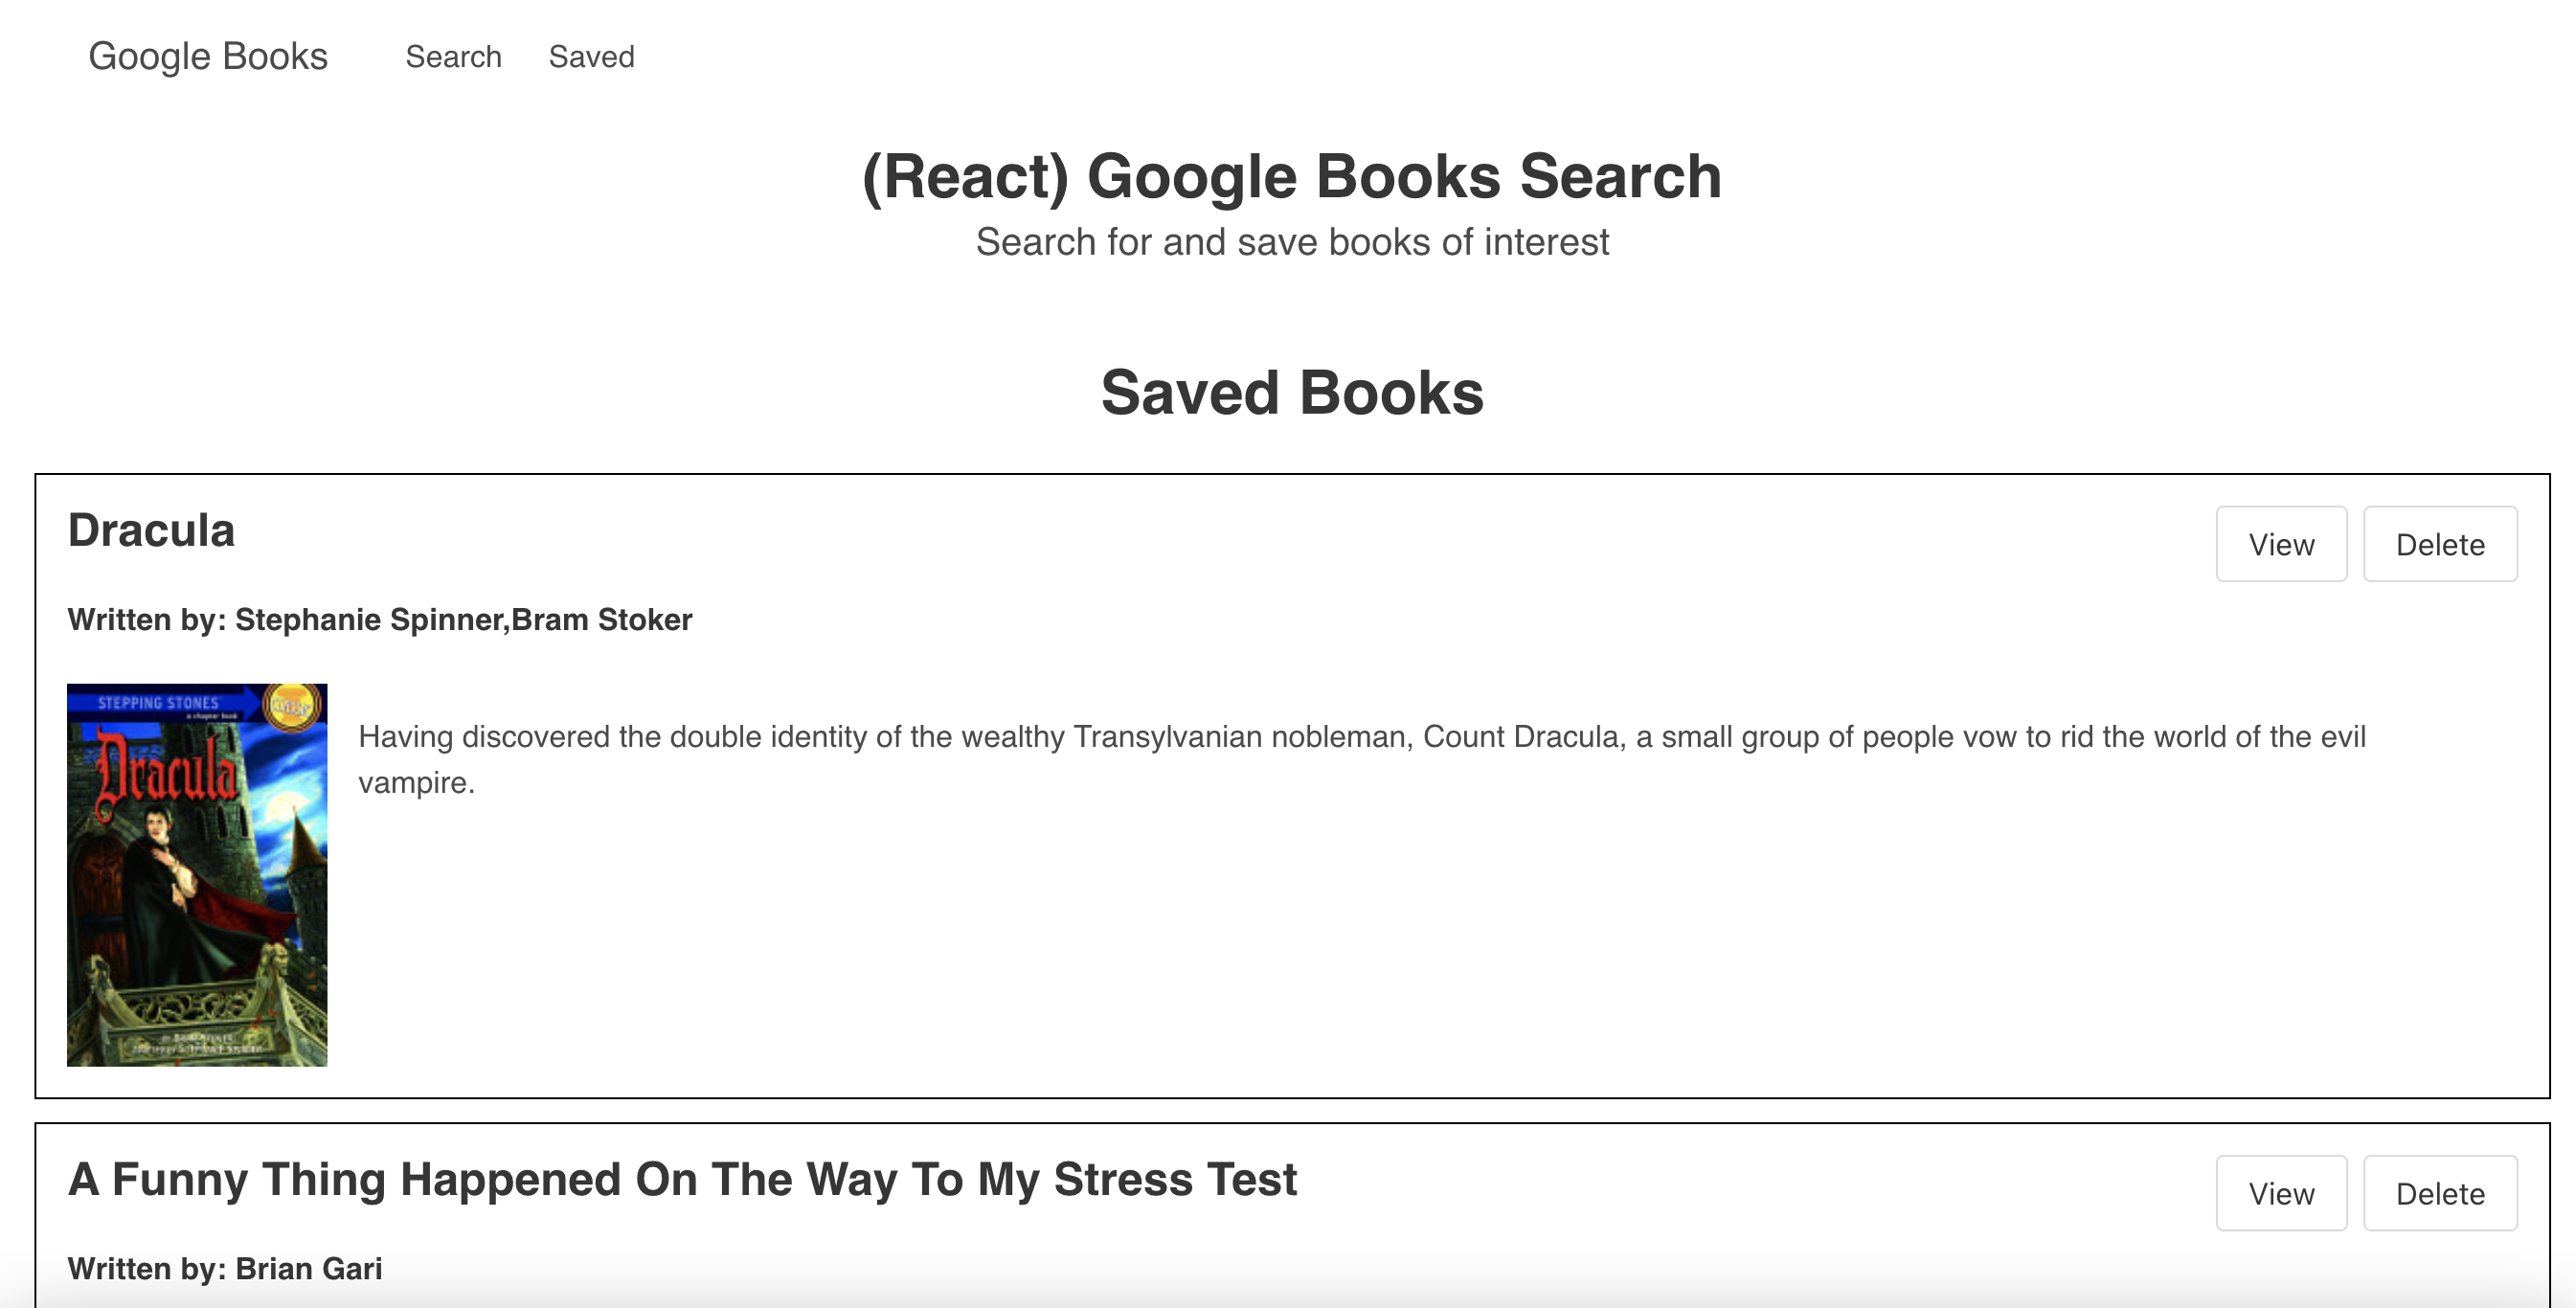 Google Books Search Saved
(React) Google Books Search
Search for and save books of interest
Saved Books
Dracula
View Delete
Written by: Stephanie Spinner,Bram Stoker
STEPPING STONES
a chapter book
CLASSIC
Dracula
Having discovered the double identity of the wealthy Transylvanian nobleman, Count Dracula, a small group of people vow to rid the world of the evil
vampire.
A Funny Thing Happened On The Way To My Stress Test
View Delete
Written by: Brian Gari